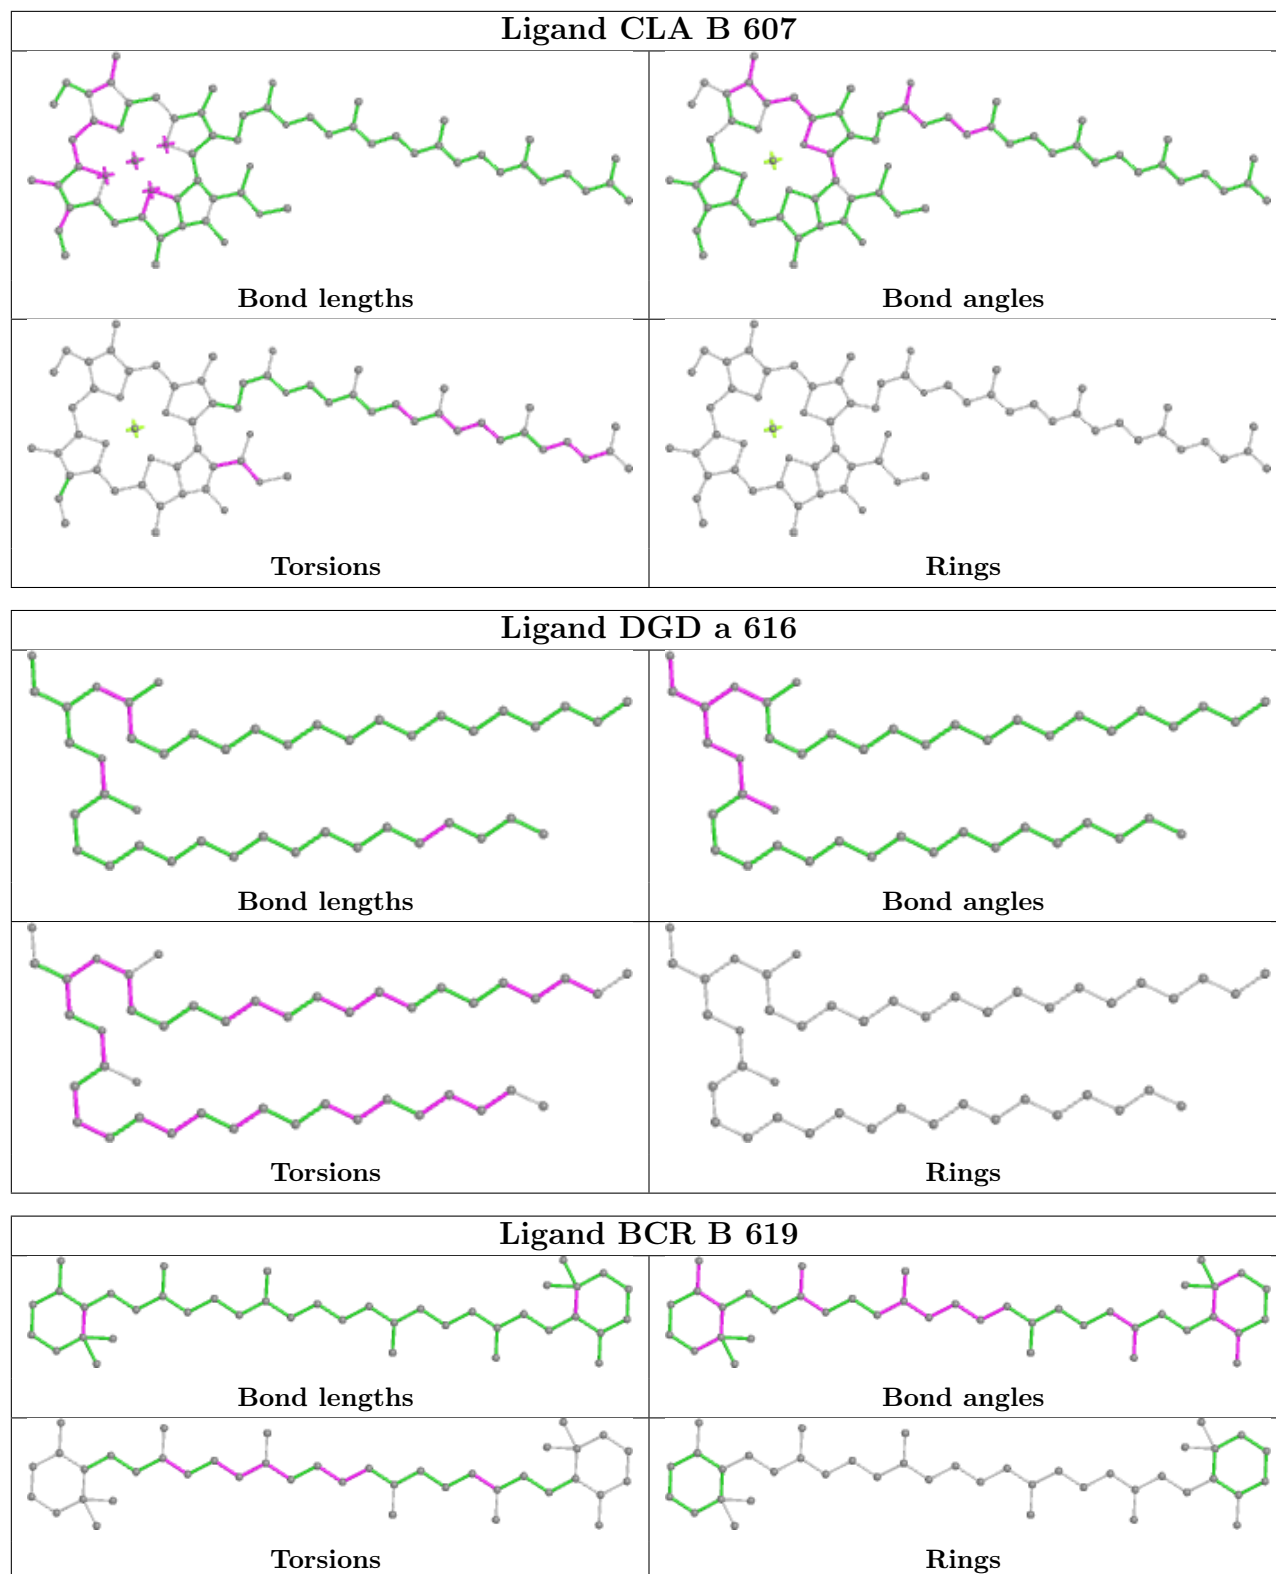 Ligand CLA B 607
Bond lengths
Bond angles
Torsions
Rings
Ligand DGD a 616
Bond lengths
Bond angles
Torsions
Rings
Ligand BCR B 619
Bond lengths
Bond angles
Torsions
Rings